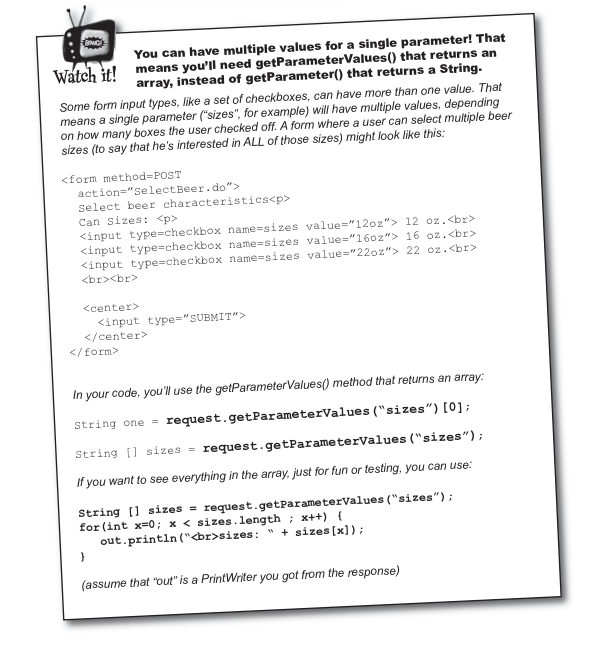 BANG!
Watch it!
You can have multiple values for a single parameter! That
means you'll need getParameterValues() that returns an
array, instead of getParameter() that returns a String.
Some form input types, like a set of checkboxes, can have more than one value. That
means a single parameter ("sizes", for example) will have multiple values, depending
on how many boxes the user checked off. A form where a user can select multiple beer
sizes (to say that he's interested in ALL of those sizes) might look like this:
<form method=POST
action="SelectBeer.do">
Select beer characteristics<p>
Can Sizes: <p>
<input type=checkbox name=sizes value="12oz"> 12 oz.<br>
<input type=checkbox name=sizes value="16oz"> 16 oz.<br>
<input type=checkbox name=sizes value="22oz"> 22 oz.<br>
<br><br>
<center>
<input type="SUBMIT">
</center>
</form>
In your code, you'll use the getParameterValues() method that returns an array:
String one = request.getParameterValues("sizes")[0];
String [] sizes = request.getParameterValues("sizes");
If you want to see everything in the array, just for fun or testing, you can use:
String [] sizes = request.getParameterValues("sizes");
for(int x=0; x < sizes.length ; x++) {
out.println("<br>sizes: " + sizes[x]);
}
(assume that "out" is a PrintWriter you got from the response)